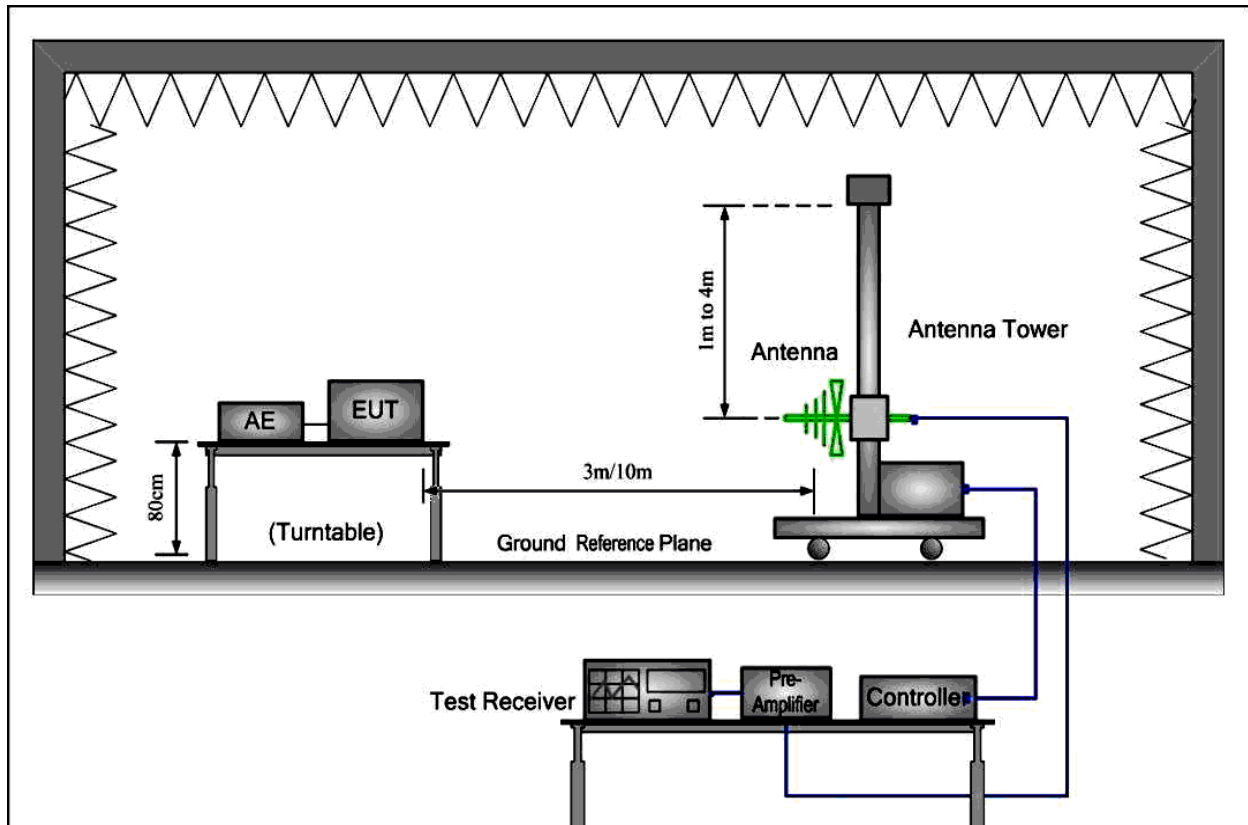 1m to 4m
Antenna Tower
Antenna
AE
EUT
80cm
3m/10m
(Turntable)
Ground Reference Plane
Test Receiver
Pre-
Amplifier
Controller